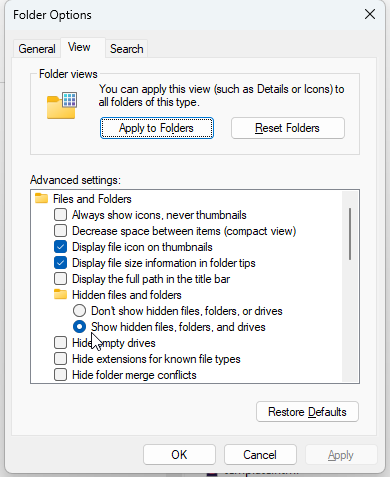 Folder Options
General
View
Search
Folder views
You can apply this view (such as Details or Icons) to
all folders of this type.
Apply to Folders
Reset Folders
Advanced settings:
Files and Folders
Always show icons, never thumbnails
Decrease space between items (compact view)
Display file icon on thumbnails
Display file size information in folder tips
Display the full path in the title bar
Hidden files and folders
Don't show hidden files, folders, or drives
Show hidden files, folders, and drives
Hide empty drives
Hide extensions for known file types
Hide folder merge conflicts
Restore Defaults
OK
Cancel
Apply